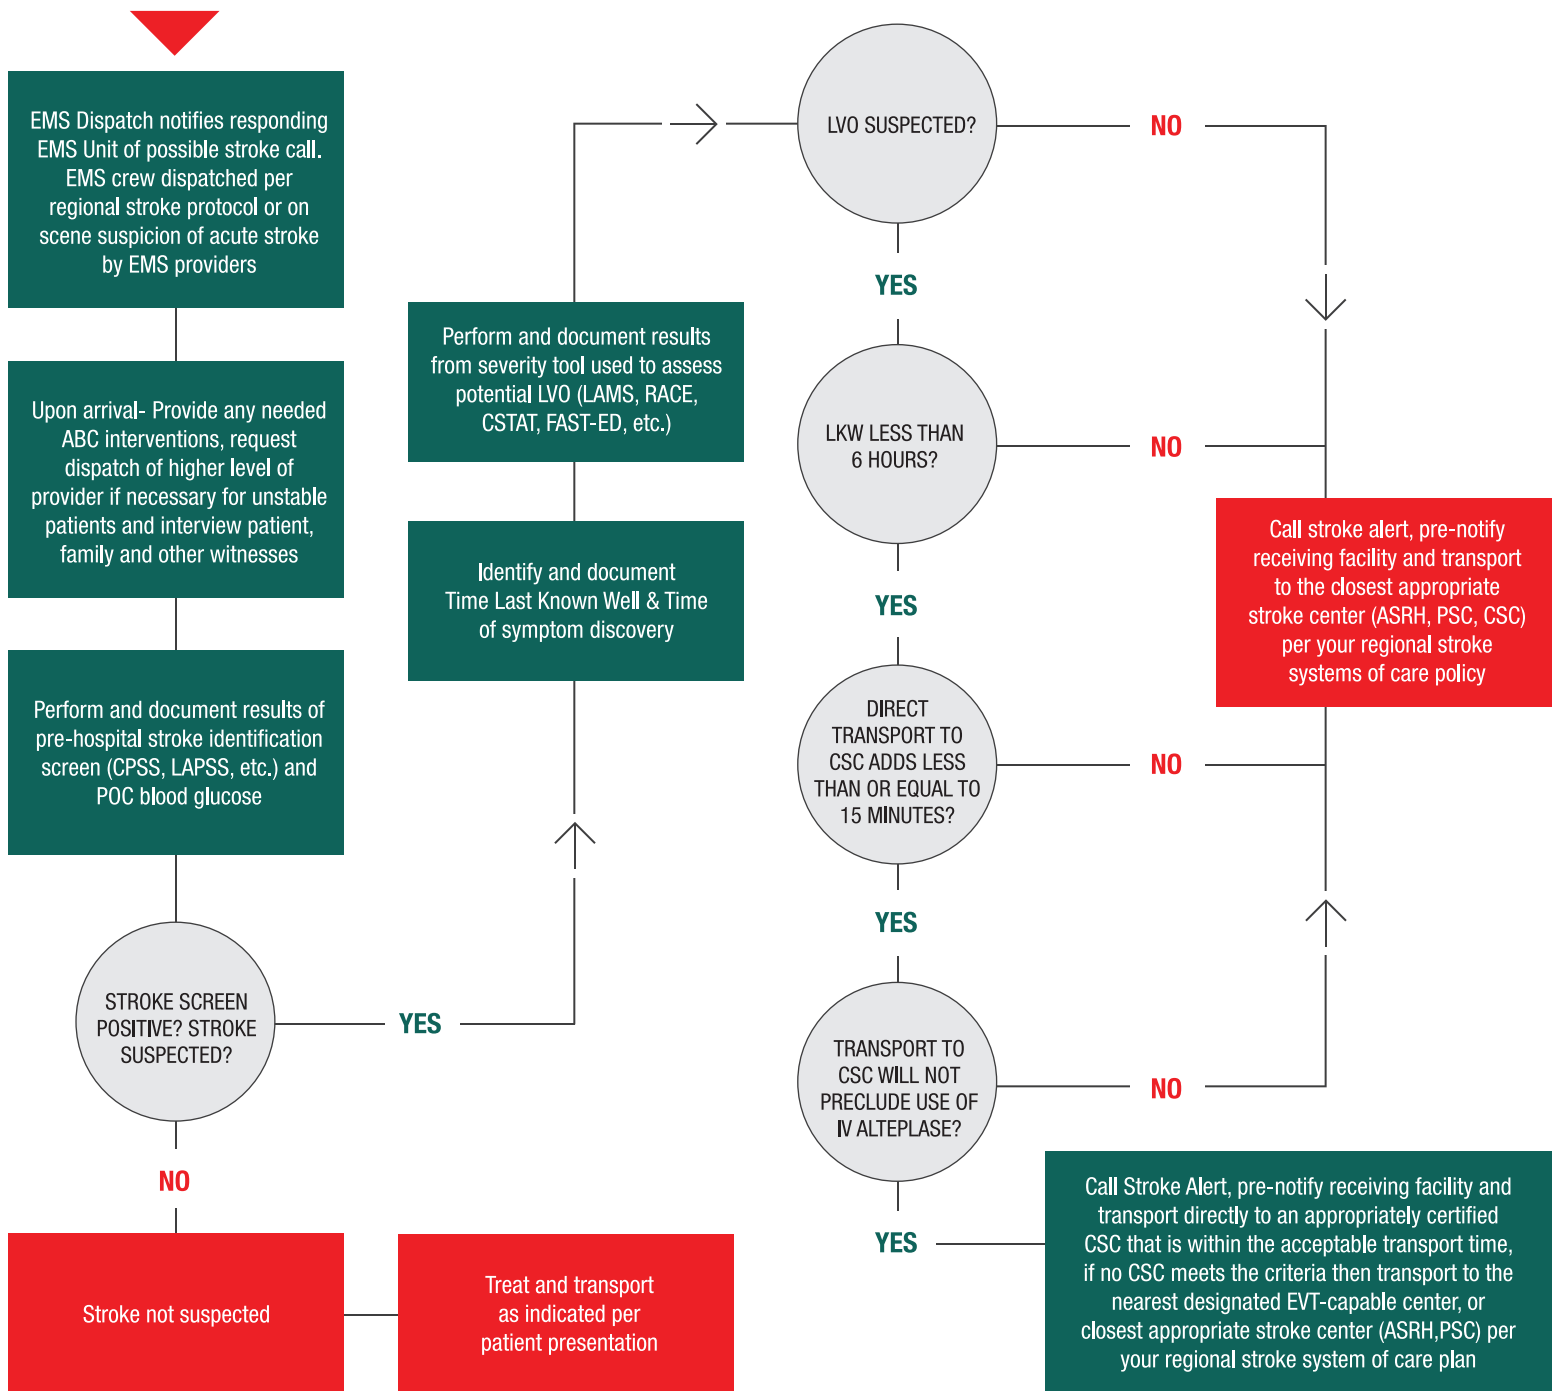 EMS Dispatch notifies responding
EMS Unit of possible stroke call.
EMS crew dispatched per
regional stroke protocol or on
scene suspicion of acute stroke
by EMS providers
Upon arrival- Provide any needed
ABC interventions, request
dispatch of higher level of
provider if necessary for unstable
patients and interview patient,
family and other witnesses
Perform and document results of
pre-hospital stroke identification
screen (CPSS, LAPSS, etc.) and
POC blood glucose
STROKE SCREEN
POSITIVE? STROKE
SUSPECTED?
YES
NO
Stroke not suspected
Treat and transport
as indicated per
patient presentation
Identify and document
Time Last Known Well & Time
of symptom discovery
Perform and document results
from severity tool used to assess
potential LVO (LAMS, RACE,
CSTAT, FAST-ED, etc.)
LVO SUSPECTED?
NO
YES
LKW LESS THAN
6 HOURS?
NO
YES
DIRECT
TRANSPORT TO
CSC ADDS LESS
THAN OR EQUAL TO
15 MINUTES?
NO
YES
TRANSPORT TO
CSC WILL NOT
PRECLUDE USE OF
IV ALTEPLASE?
NO
YES
Call stroke alert, pre-notify
receiving facility and transport
to the closest appropriate
stroke center (ASRH, PSC, CSC)
per your regional stroke
systems of care policy
Call Stroke Alert, pre-notify receiving facility and
transport directly to an appropriately certified
CSC that is within the acceptable transport time,
if no CSC meets the criteria then transport to the
nearest designated EVT-capable center, or
closest appropriate stroke center (ASRH,PSC) per
your regional stroke system of care plan